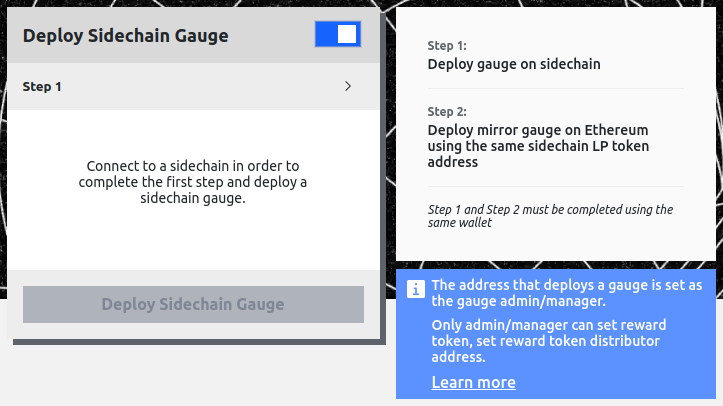 Deploy Sidechain Gauge
Step 1
Connect to a sidechain in order to
complete the first step and deploy a
sidechain gauge.
Deploy Sidechain Gauge
Step 1:
Deploy gauge on sidechain
Step 2:
Deploy mirror gauge on Ethereum
using the same sidechain LP token
address
Step 1 and Step 2 must be completed using the
same wallet
The address that deploys a gauge is set as
the gauge admin/manager.
Only admin/manager can set reward
token, set reward token distributor
address.
Learn more